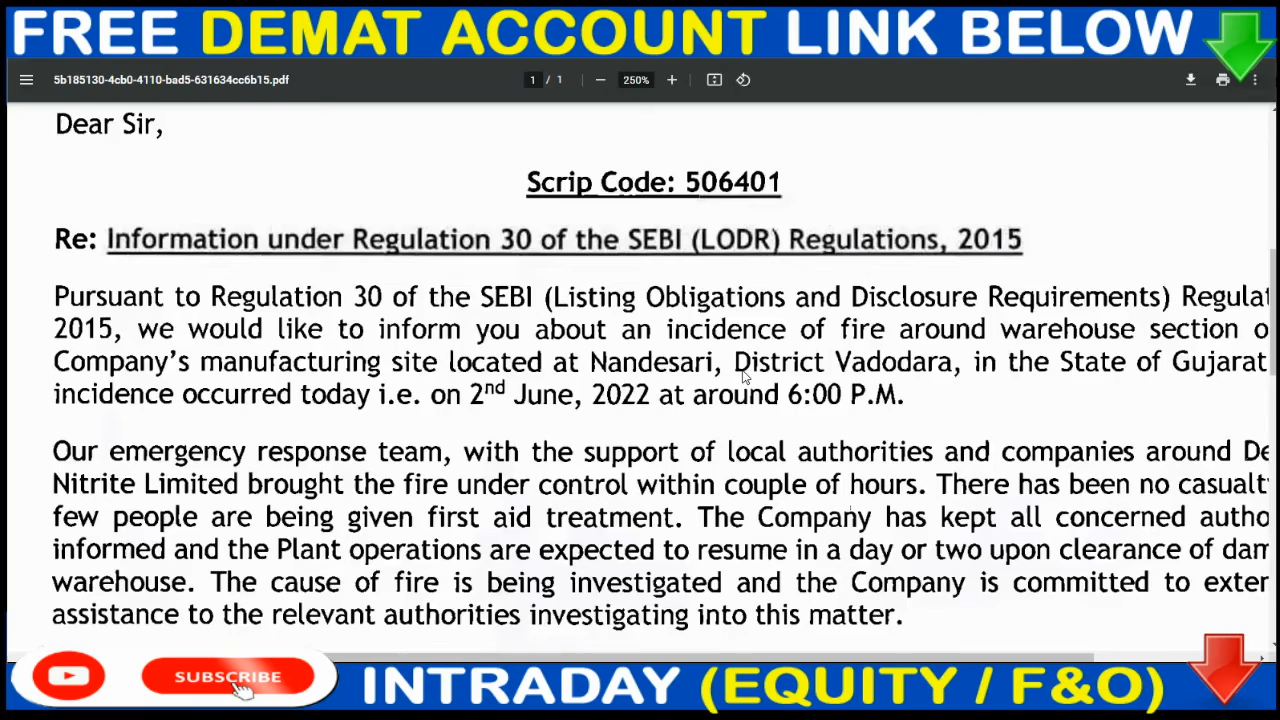 FREE DEMAT ACCOUNT LINK BELOW
5b185130-4cb0-4110-bad5-631634cc6b15.pdf 1 / 1 250%
Dear Sir,
Scrip Code: 506401
Re: Information under Regulation 30 of the SEBI (LODR) Regulations, 2015
Pursuant to Regulation 30 of the SEBI (Listing Obligations and Disclosure Requirements) Regulat
2015, we would like to inform you about an incidence of fire around warehouse section o
Company's manufacturing site located at Nandesari, District Vadodara, in the State of Gujarat
incidence occurred today i.e. on 2nd June, 2022 at around 6:00 P.M.
Our emergency response team, with the support of local authorities and companies around De
Nitrite Limited brought the fire under control within couple of hours. There has been no casualt
few people are being given first aid treatment. The Company has kept all concerned autho
informed and the Plant operations are expected to resume in a day or two upon clearance of dam
warehouse. The cause of fire is being investigated and the Company is committed to exten
assistance to the relevant authorities investigating into this matter.
SUBSCRIBE
INTRADAY (EQUITY / F&O)